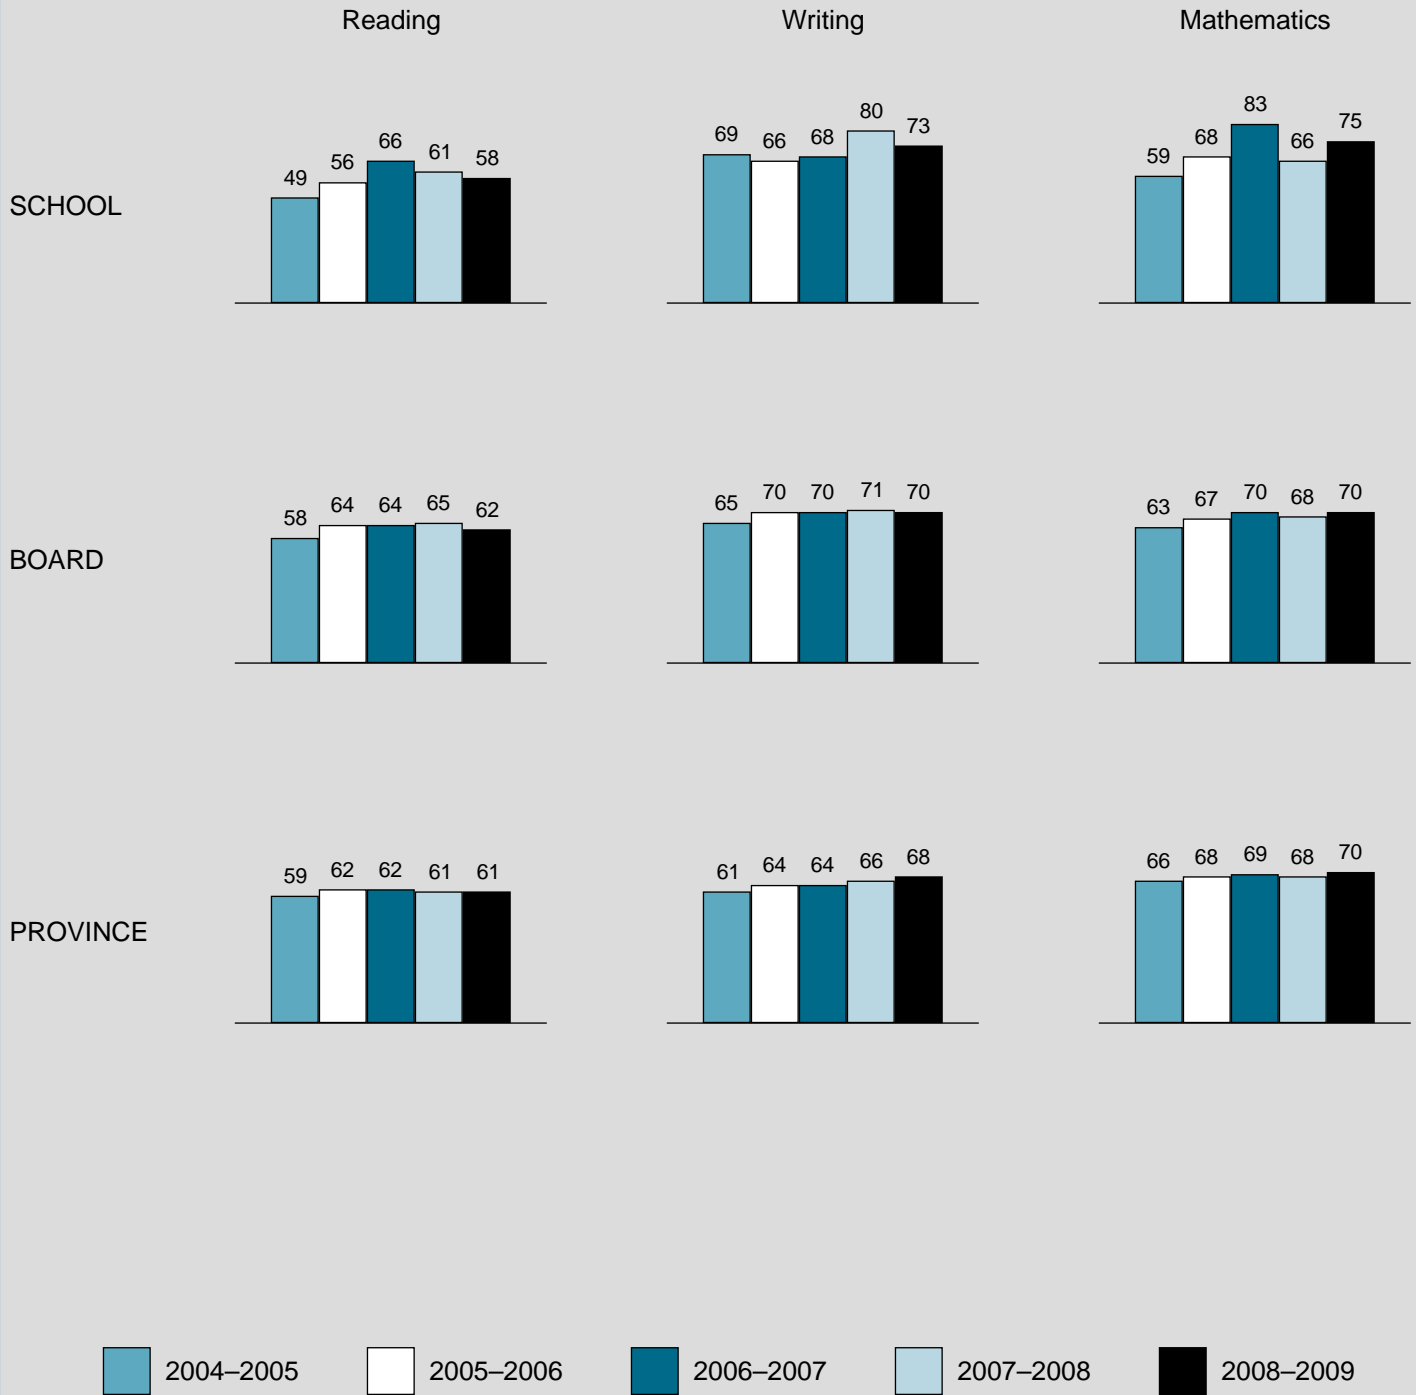 Reading Writing Mathematics
SCHOOL
49 56 66 61 58
69 66 68 80 73
59 68 83 66 75
BOARD
58 64 64 65 62
65 70 70 71 70
63 67 70 68 70
PROVINCE
59 62 62 61 61
61 64 64 66 68
66 68 69 68 70
2004–2005 2005–2006 2006–2007 2007–2008 2008–2009